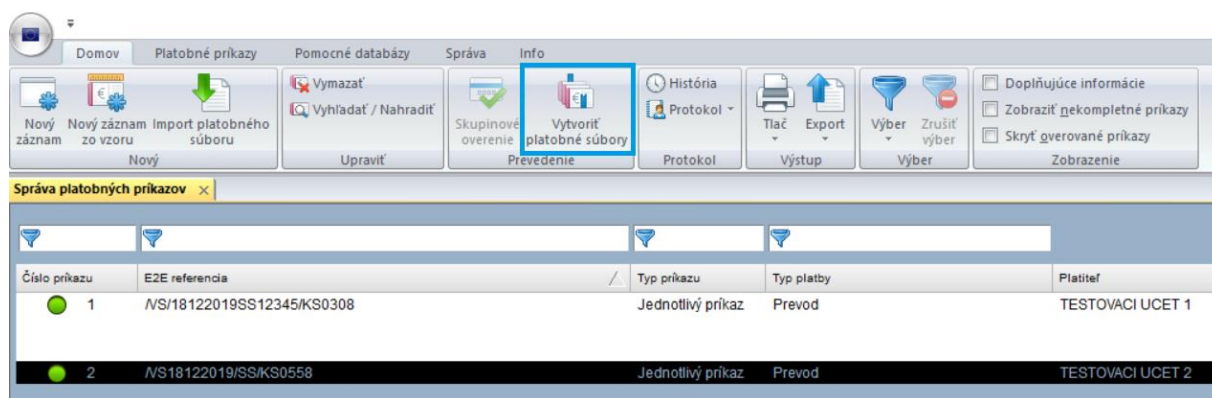 Domov Platobné príkazy Pomocné databázy Správa Info
Nový záznam
Nový záznam zo vzoru
Import platobného súboru
Nový
Vymazať
Vyhľadať / Nahradiť
Upraviť
Skupinové overenie
Vytvoriť platobné súbory
Prevedenie
História
Protokol
Protokol
Tlač
Export
Výstup
Výber
Zrušiť výber
Výber
Doplňujúce informácie
Zobraziť nekompletné príkazy
Skryť overované príkazy
Zobrazenie
Správa platobných príkazov
Číslo príkazu E2E referencia Typ príkazu Typ platby Platiteľ
1 /VS/18122019SS12345/KS0308 Jednotlivý príkaz Prevod TESTOVACI UCET 1
2 /VS18122019/SS/KS0558 Jednotlivý príkaz Prevod TESTOVACI UCET 2